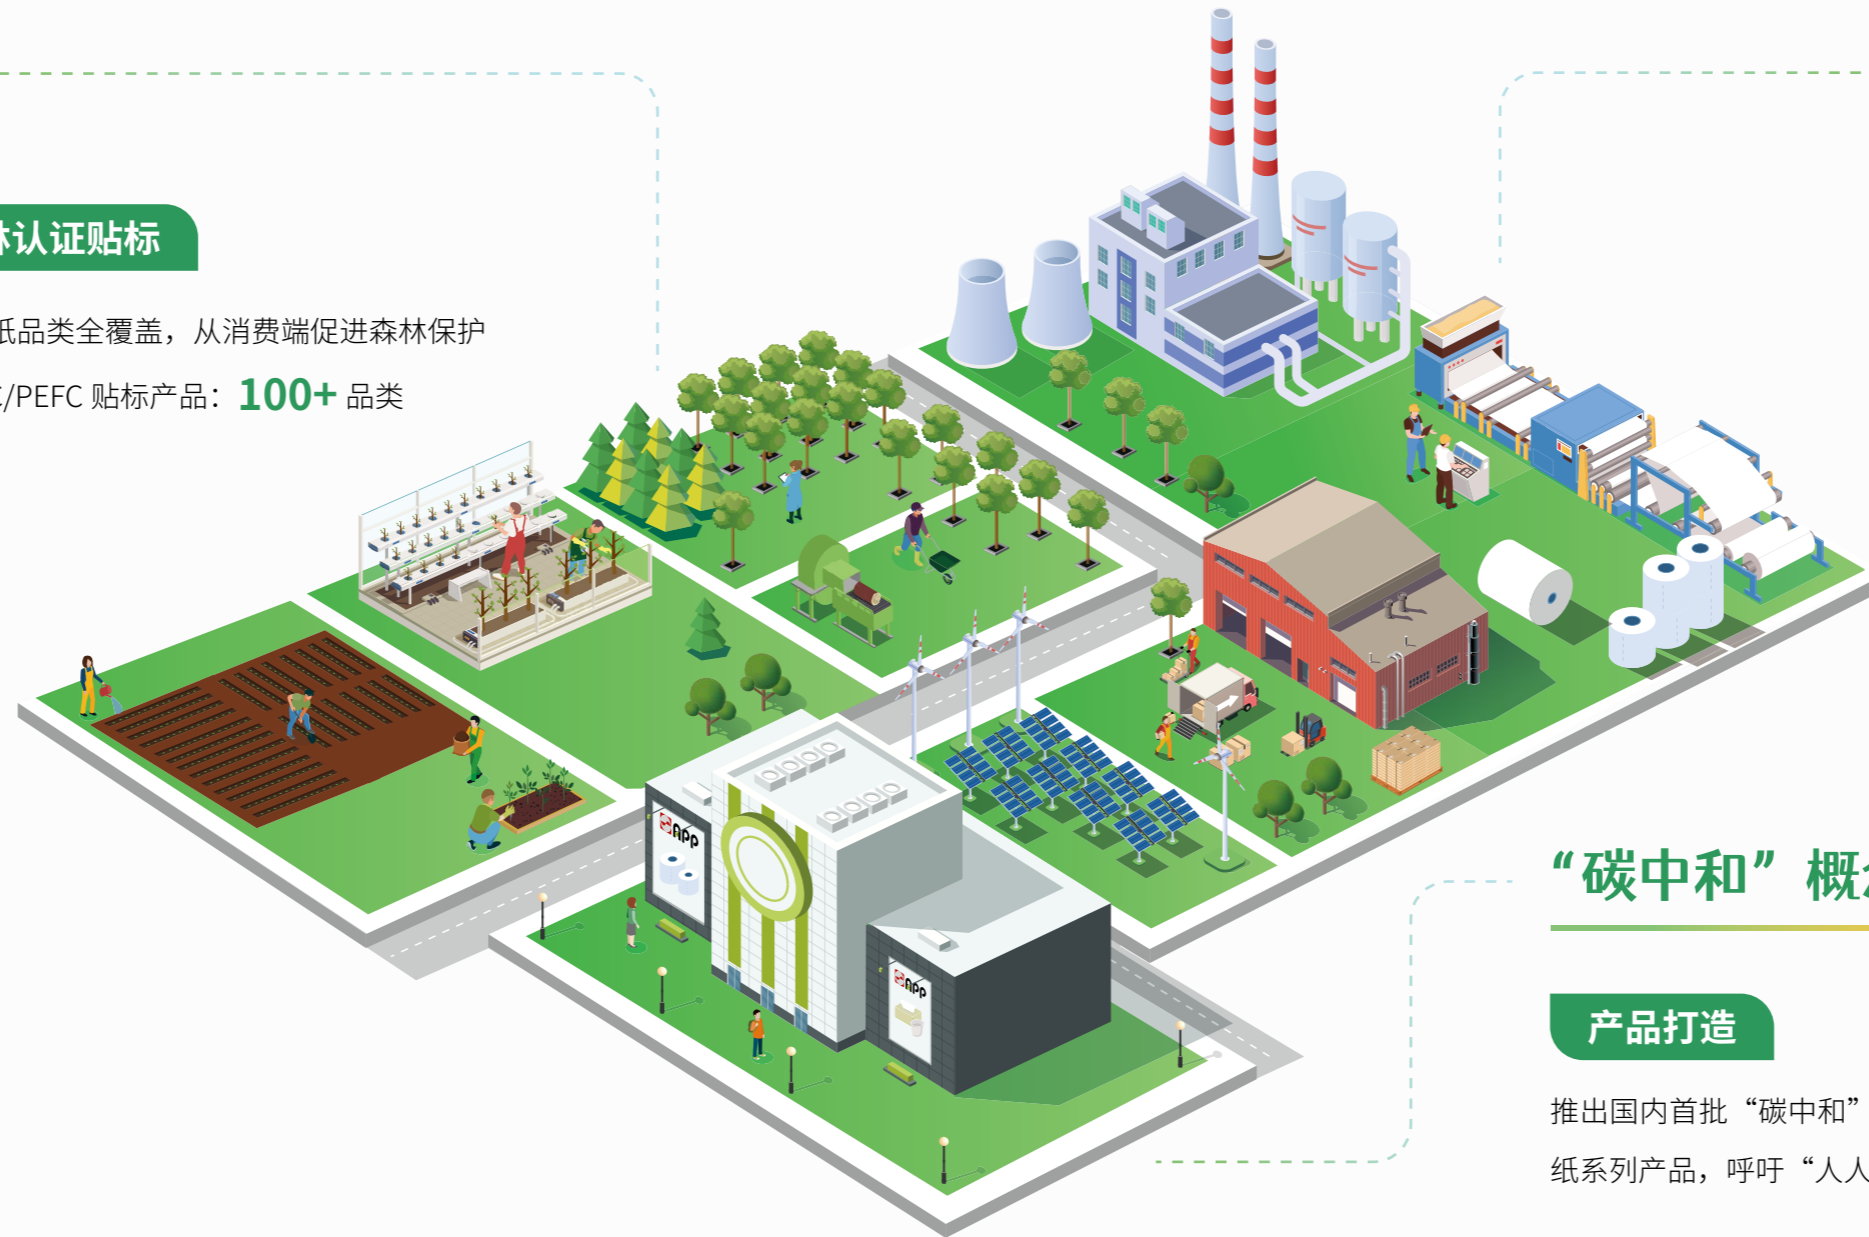 林认证贴标
纸品类全覆盖，从消费端促进森林保护
C/PEFC 贴标产品：100+ 品类
APP
APP
“碳中和”概念
产品打造
推出国内首批“碳中和”
纸系列产品，呼吁“人人